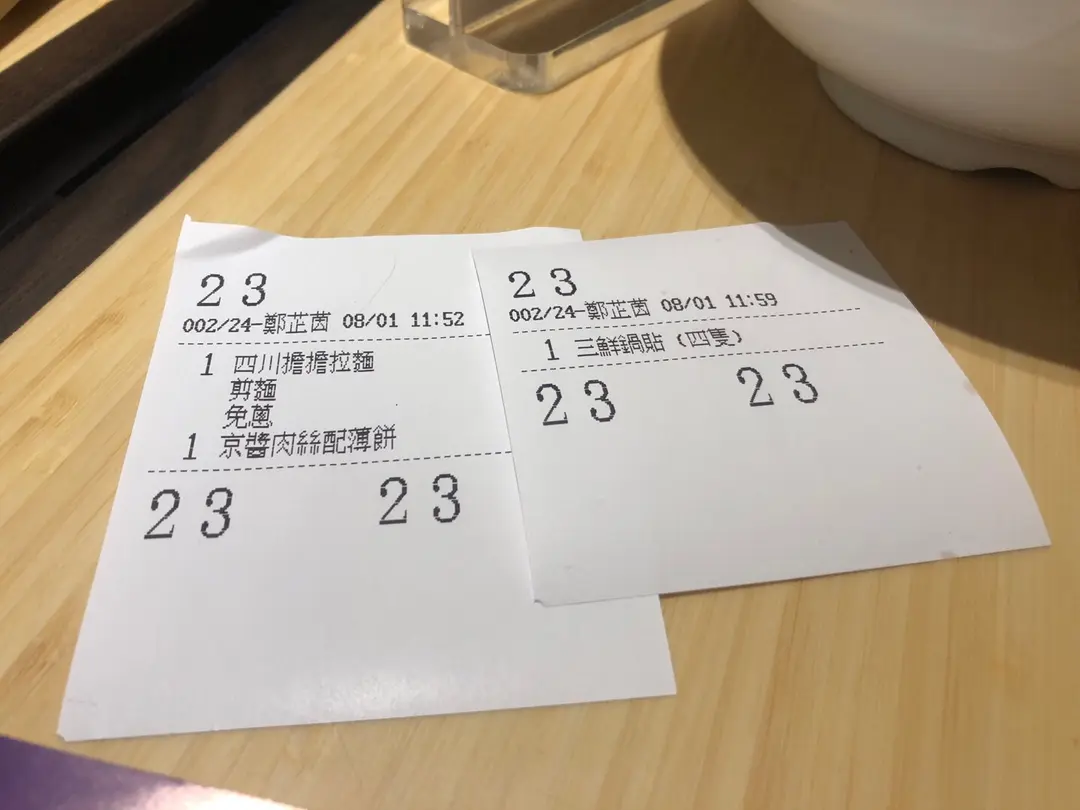 23
002/24-鄭芷茵 08/01 11:52
1 四川擔擔拉麵
剪麵
免蔥
1 京醬肉絲配薄餅
23 23
23
002/24-鄭芷茵 08/01 11:59
1 三鮮鍋貼 (四隻)
23 23